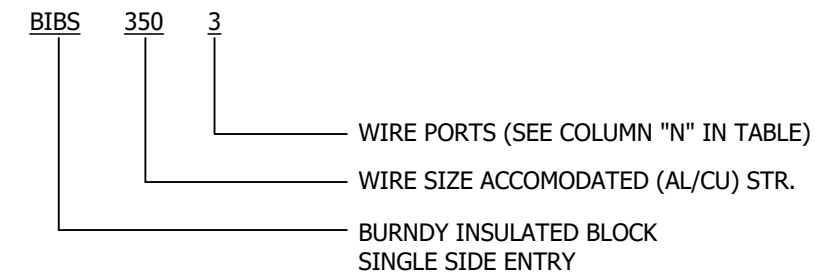 BIBS 350 3
WIRE PORTS (SEE COLUMN "N" IN TABLE)
WIRE SIZE ACCOMODATED (AL/CU) STR.
BURNDY INSULATED BLOCK
SINGLE SIDE ENTRY